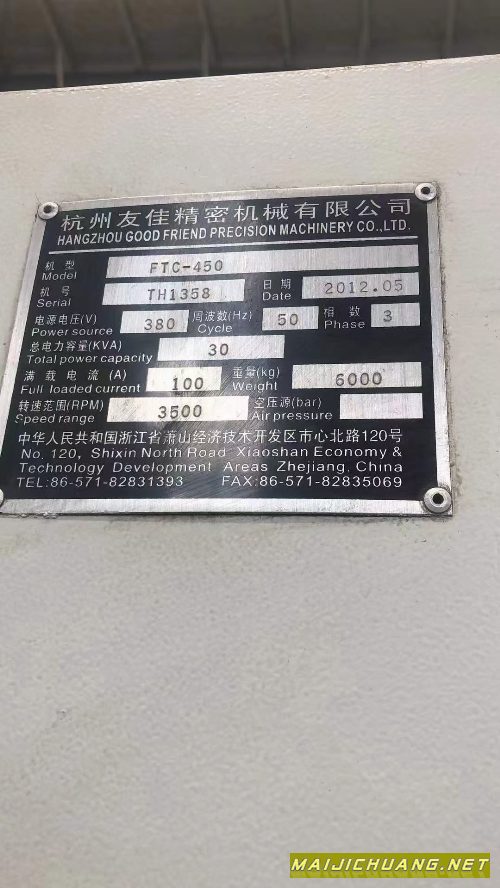 杭州友佳精密机械有限公司
HANGZHOU GOOD FRIEND PRECISION MACHINERY CO.,LTD.
机型 Model FTC-450
机号 Serial TH1358 日期 Date 2012.05
电源电压(V) Power source 380 周波数(Hz) Cycle 50 相数 Phase 3
总电力容量(KVA) Total power capacity 30
满载电流(A) Full loaded current 100 重量(kg) Weight 6000
转速范围(RPM) Speed range 3500 空压源(bar) Air pressure
中华人民共和国浙江省萧山经济技术开发区市心北路120号
No. 120, Shixin North Road Xiaoshan Economy &
Technology Development Areas Zhejiang, China
TEL:86-571-82831393 FAX:86-571-82835069
MAIJICHUANG.NET